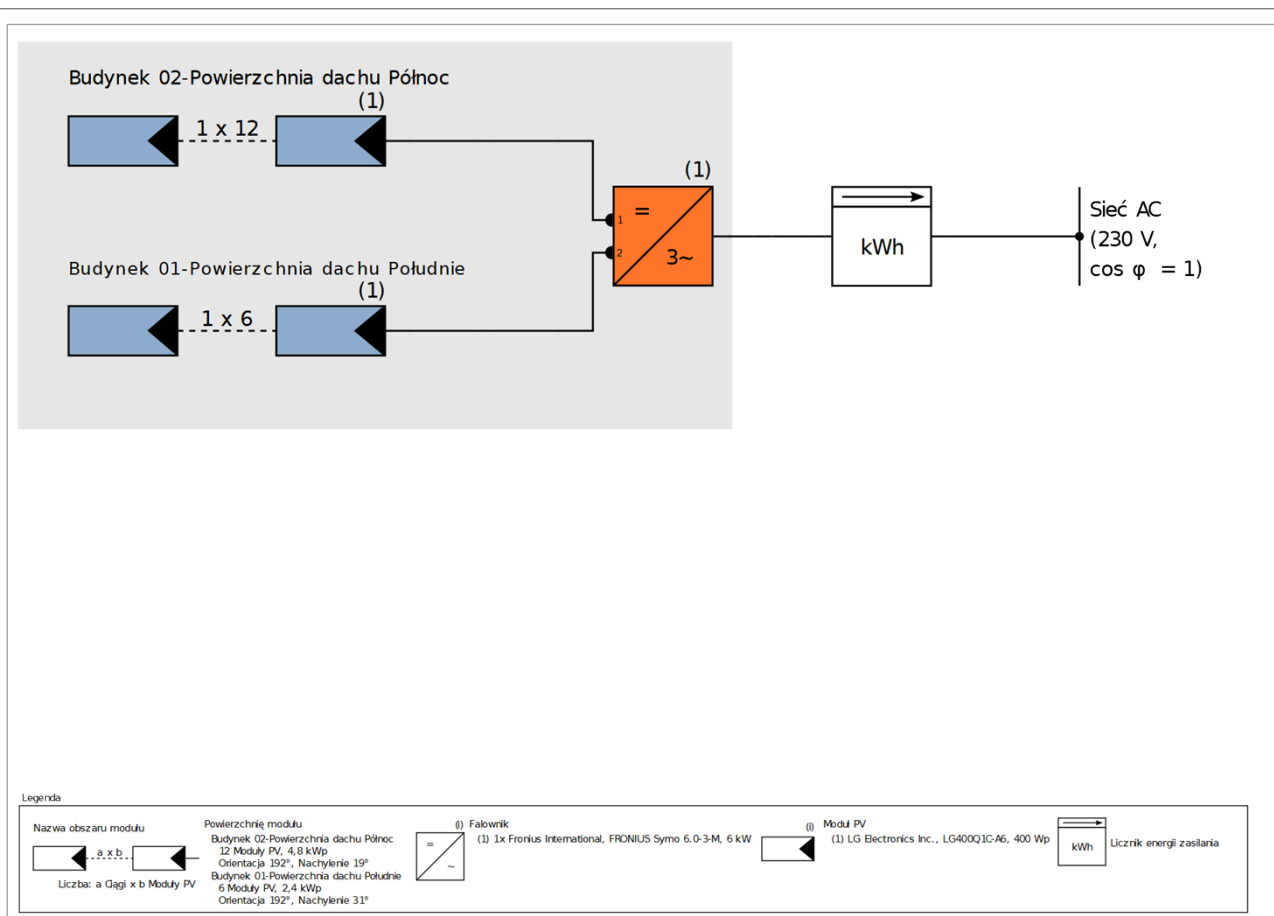 Budynek 02-Powierzchnia dachu Północ
(1)
1 x 12
(1)
1
=
2
3~
kWh
Sieć AC
(230 V,
cos φ = 1)
Budynek 01-Powierzchnia dachu Południe
(1)
1 x 6
Legenda
Nazwa obszaru modułu
a x b
Liczba: a Ciągi x b Moduły PV
Powierzchnię modułu
Budynek 02-Powierzchnia dachu Północ
12 Moduły PV, 4,8 kWp
Orientacja 192°, Nachylenie 19°
Budynek 01-Powierzchnia dachu Południe
6 Moduły PV, 2,4 kWp
Orientacja 192°, Nachylenie 31°
=
~
(i) Falownik
(1) 1x Fronius International, FRONIUS Symo 6.0-3-M, 6 kW
(i) Moduł PV
(1) LG Electronics Inc., LG400Q1C-A6, 400 Wp
kWh
Licznik energii zasilania